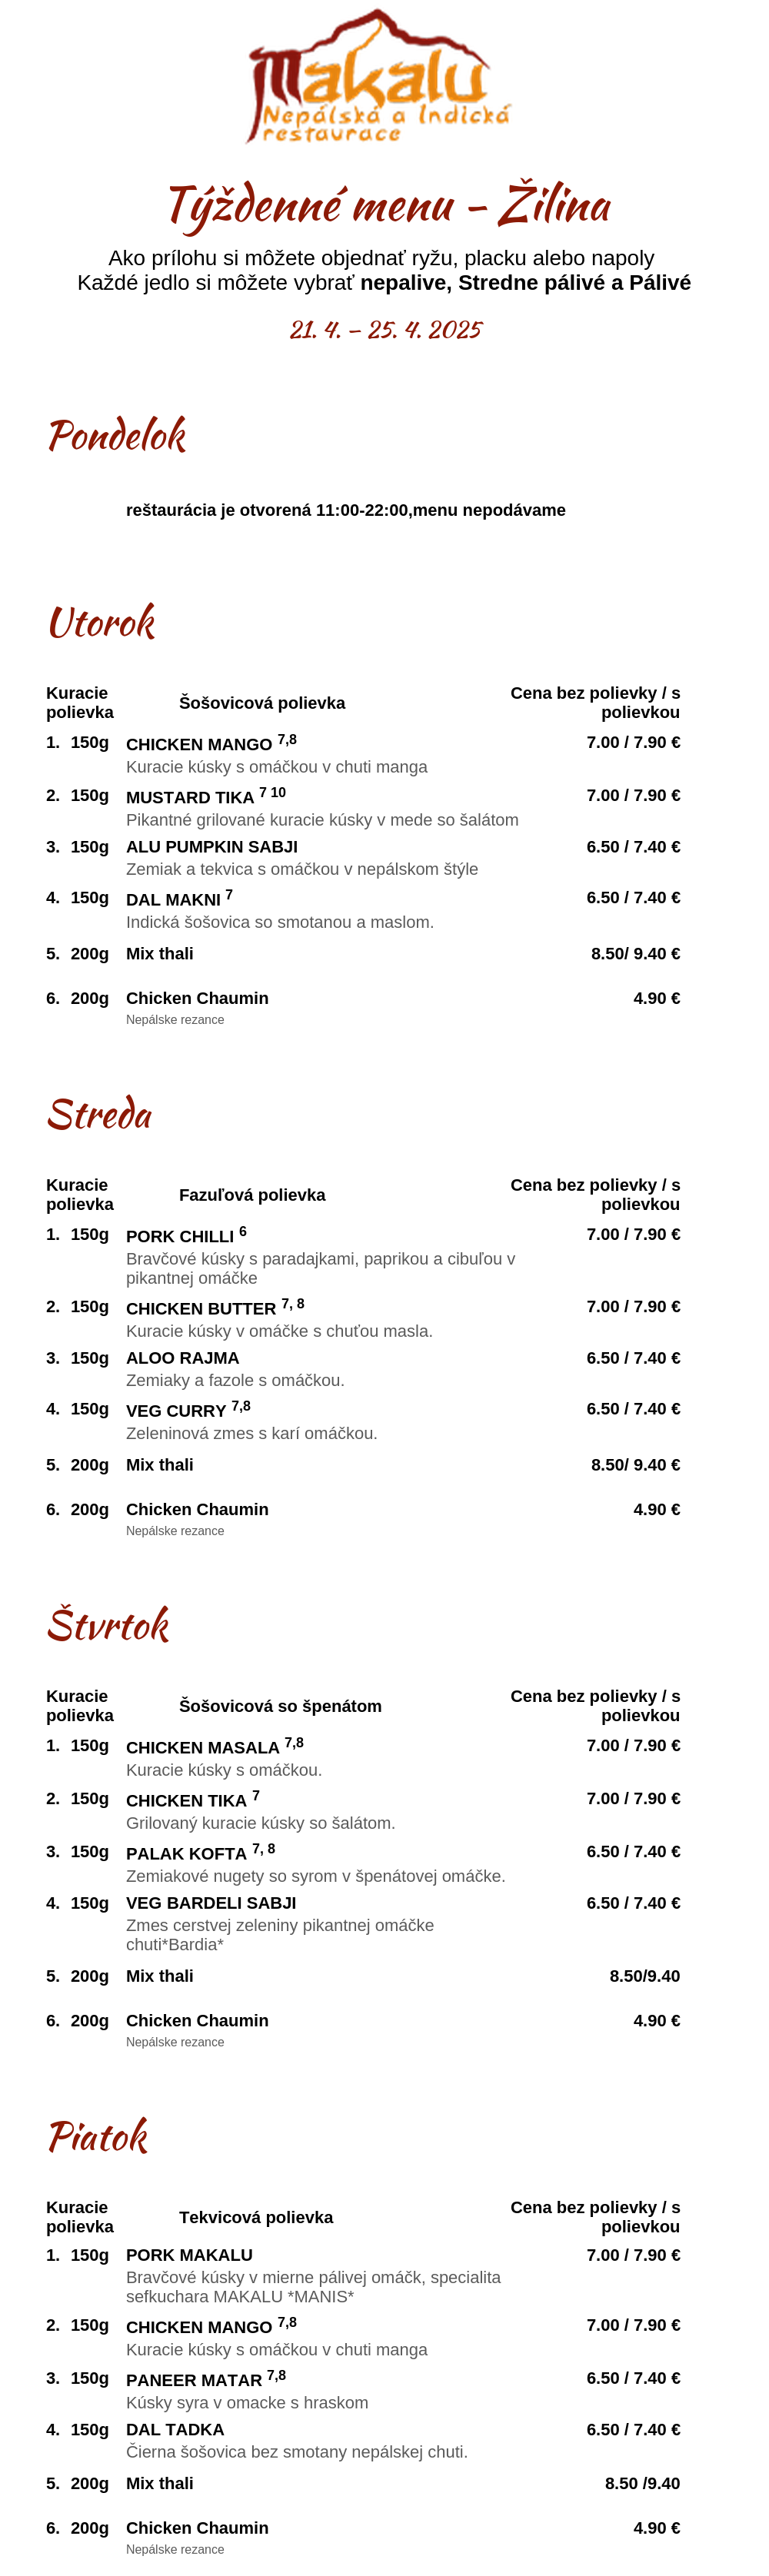 Makalu
Nepálská a Indická
restaurace
Týždenné menu - Žilina
Ako prílohu si môžete objednať ryžu, placku alebo napoly
Každé jedlo si môžete vybrať nepalive, Stredne pálivé a Pálivé
21. 4. – 25. 4. 2025
Pondelok
reštaurácia je otvorená 11:00-22:00,menu nepodávame
Utorok
Kuracie polievka Šošovicová polievka Cena bez polievky / s polievkou
1. 150g CHICKEN MANGO 7,8 7.00 / 7.90 €
Kuracie kúsky s omáčkou v chuti manga
2. 150g MUSTARD TIKA 7 10 7.00 / 7.90 €
Pikantné grilované kuracie kúsky v mede so šalátom
3. 150g ALU PUMPKIN SABJI 6.50 / 7.40 €
Zemiak a tekvica s omáčkou v nepálskom štýle
4. 150g DAL MAKNI 7 6.50 / 7.40 €
Indická šošovica so smotanou a maslom.
5. 200g Mix thali 8.50/ 9.40 €
6. 200g Chicken Chaumin 4.90 €
Nepálske rezance
Streda
Kuracie polievka Fazuľová polievka Cena bez polievky / s polievkou
1. 150g PORK CHILLI 6 7.00 / 7.90 €
Bravčové kúsky s paradajkami, paprikou a cibuľou v
pikantnej omáčke
2. 150g CHICKEN BUTTER 7, 8 7.00 / 7.90 €
Kuracie kúsky v omáčke s chuťou masla.
3. 150g ALOO RAJMA 6.50 / 7.40 €
Zemiaky a fazole s omáčkou.
4. 150g VEG CURRY 7,8 6.50 / 7.40 €
Zeleninová zmes s karí omáčkou.
5. 200g Mix thali 8.50/ 9.40 €
6. 200g Chicken Chaumin 4.90 €
Nepálske rezance
Štvrtok
Kuracie polievka Šošovicová so špenátom Cena bez polievky / s polievkou
1. 150g CHICKEN MASALA 7,8 7.00 / 7.90 €
Kuracie kúsky s omáčkou.
2. 150g CHICKEN TIKA 7 7.00 / 7.90 €
Grilovaný kuracie kúsky so šalátom.
3. 150g PALAK KOFTA 7, 8 6.50 / 7.40 €
Zemiakové nugety so syrom v špenátovej omáčke.
4. 150g VEG BARDELI SABJI 6.50 / 7.40 €
Zmes cerstvej zeleniny pikantnej omáčke
chuti*Bardia*
5. 200g Mix thali 8.50/9.40
6. 200g Chicken Chaumin 4.90 €
Nepálske rezance
Piatok
Kuracie polievka Tekvicová polievka Cena bez polievky / s polievkou
1. 150g PORK MAKALU 7.00 / 7.90 €
Bravčové kúsky v mierne pálivej omáčk, specialita
sefkuchara MAKALU *MANIS*
2. 150g CHICKEN MANGO 7,8 7.00 / 7.90 €
Kuracie kúsky s omáčkou v chuti manga
3. 150g PANEER MATAR 7,8 6.50 / 7.40 €
Kúsky syra v omacke s hraskom
4. 150g DAL TADKA 6.50 / 7.40 €
Čierna šošovica bez smotany nepálskej chuti.
5. 200g Mix thali 8.50 /9.40
6. 200g Chicken Chaumin 4.90 €
Nepálske rezance